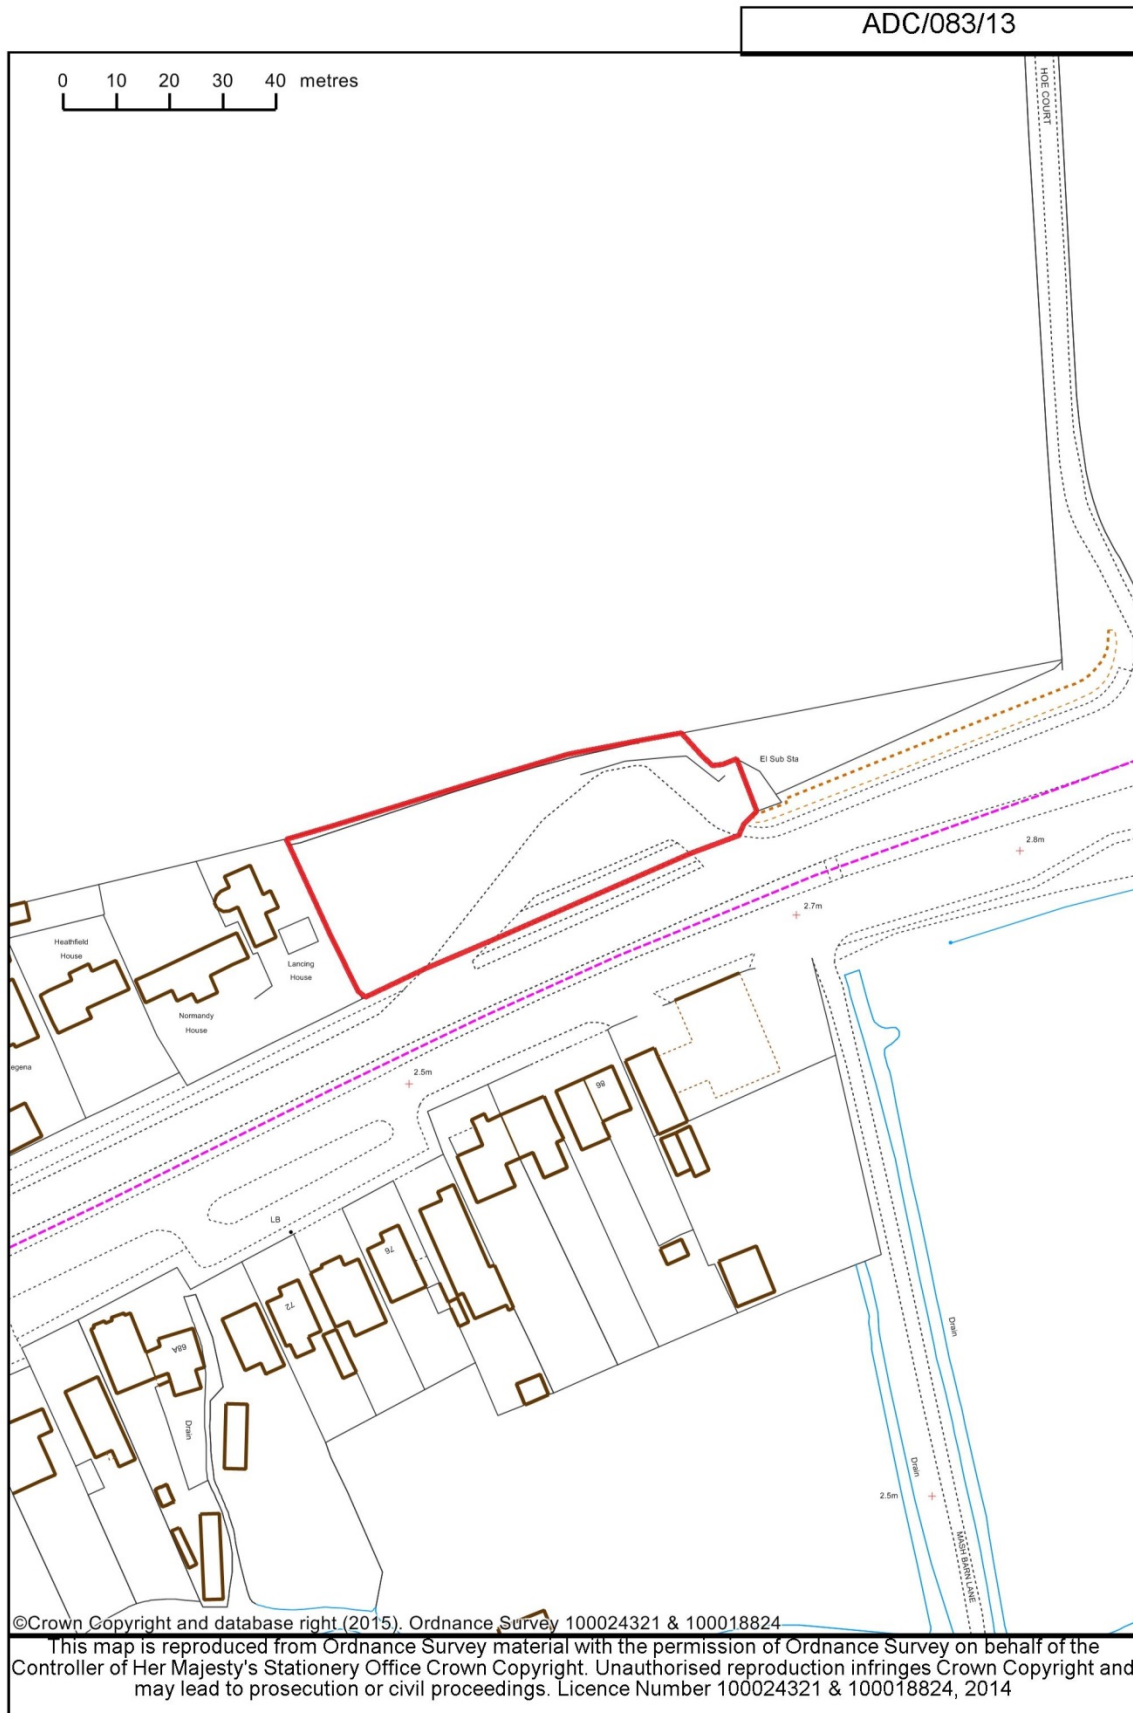 ADC/083/13
0 10 20 30 40 metres
HOE COURT
El Sub Sta
2.8m
2.7m
Heathfield
House
Lancing
House
Normandy
House
egena
2.5m
86
LB
76
72
68A
Drain
Drain
Drain
2.5m
MASH BARN LANE
©Crown Copyright and database right (2015). Ordnance Survey 100024321 & 100018824
This map is reproduced from Ordnance Survey material with the permission of Ordnance Survey on behalf of the
Controller of Her Majesty's Stationery Office Crown Copyright. Unauthorised reproduction infringes Crown Copyright and
may lead to prosecution or civil proceedings. Licence Number 100024321 & 100018824, 2014